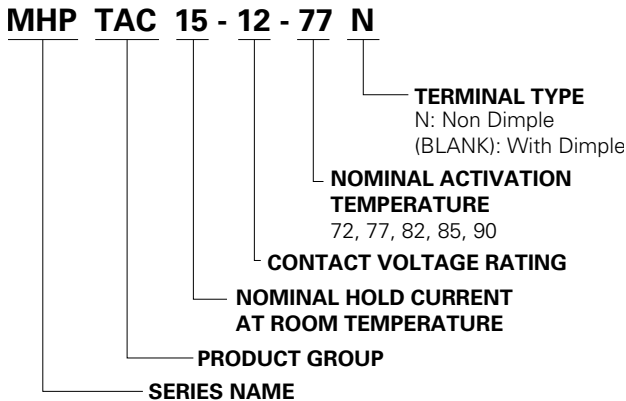 MHP TAC 15 - 12 - 77 N
TERMINAL TYPE
N: Non Dimple
(BLANK): With Dimple
NOMINAL ACTIVATION
TEMPERATURE
72, 77, 82, 85, 90
CONTACT VOLTAGE RATING
NOMINAL HOLD CURRENT
AT ROOM TEMPERATURE
PRODUCT GROUP
SERIES NAME